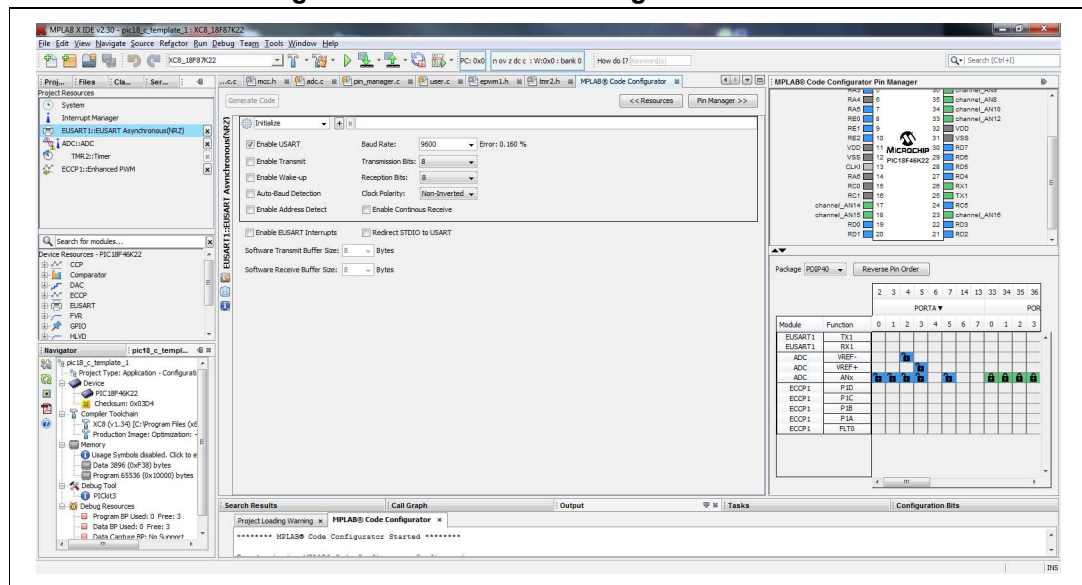 MPLAB X IDE v2.30 - pic18_c_template_1 : XC8_18F87K22
File Edit View Navigate Source Refactor Run Debug Team Tools Window Help
XC8_18F87K22
PC: 0x0
n ov z dc c : W:0x0 : bank 0
How do I? Keyword(s)
Search (Ctrl+I)
Proj... Files Cla... Ser...
...c.c mcc.h adc.c pin_manager.c user.c epwm1.h tmr2.h MPLAB® Code Configurator
MPLAB® Code Configurator Pin Manager
Project Resources
System
Interrupt Manager
EUSART1::EUSART Asynchronous(NRZ)
ADC::ADC
TMR2::Timer
ECCP1::Enhanced PWM
Search for modules...
Device Resources - PIC18F46K22
CCP
Comparator
DAC
ECCP
EUSART
FVR
GPIO
HLVD
Navigator pic18_c_templ...
pic18_c_template_1
Project Type: Application - Configurati
Device
PIC18F46K22
Checksum: 0x03D4
Compiler Toolchain
XC8 (v1.34) [C:\Program Files (x8
Production Image: Optimization: -
Memory
Usage Symbols disabled. Click to e
Data 3896 (0xF38) bytes
Program 65536 (0x10000) bytes
Debug Tool
PICkit3
Debug Resources
Program BP Used: 0 Free: 3
Data BP Used: 0 Free: 3
Data Capture BP: No Support
Generate Code
<< Resources
Pin Manager >>
EUSART1::EUSART Asynchronous(NRZ)
Initialize
Enable USART
Baud Rate: 9600 Error: 0.160 %
Enable Transmit
Transmission Bits: 8
Enable Wake-up
Reception Bits: 8
Auto-Baud Detection
Clock Polarity: Non-Inverted
Enable Address Detect
Enable Continous Receive
Enable EUSART Interrupts
Redirect STDIO to USART
Software Transmit Buffer Size: 8 Bytes
Software Receive Buffer Size: 8 Bytes
RA3 channel_AN9
RA4 6 35 channel_AN8
RA5 7 34 channel_AN10
RE0 8 33 channel_AN12
RE1 9 32 VDD
RE2 10 31 VSS
VDD 11 MICROCHIP 30 RD7
VSS 12 PIC18F46K22 29 RD6
CLKI 13 28 RD5
RA6 14 27 RD4
RC0 15 26 RX1
RC1 16 25 TX1
channel_AN14 17 24 RC5
channel_AN15 18 23 channel_AN16
RD0 19 22 RD3
RD1 20 21 RD2
Package PDIP40
Reverse Pin Order
2 3 4 5 6 7 14 13 33 34 35 36
PORTA▼ POR
Module Function 0 1 2 3 4 5 6 7 0 1 2 3
EUSART1 TX1
EUSART1 RX1
ADC VREF-
ADC VREF+
ADC ANx
ECCP1 P1D
ECCP1 P1C
ECCP1 P1B
ECCP1 P1A
ECCP1 FLT0
Search Results Call Graph Output Tasks Configuration Bits
Project Loading Warning MPLAB® Code Configurator
******** MPLAB® Code Configurator Started ********
INS